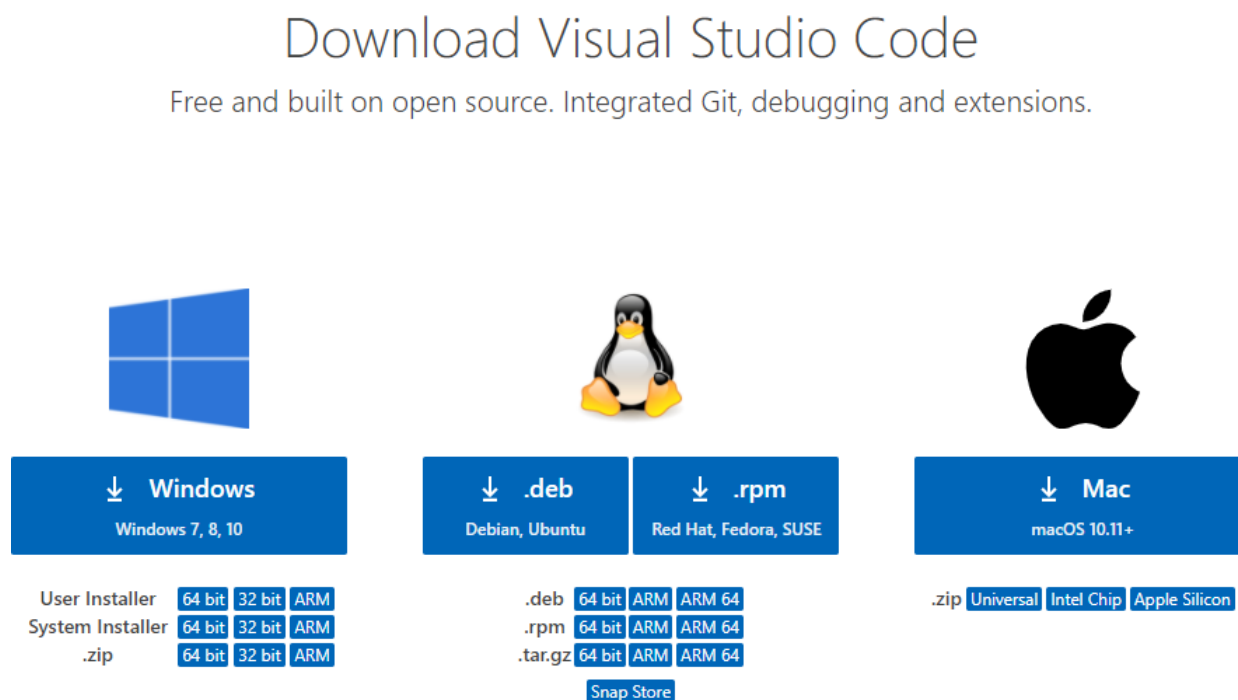 Download Visual Studio Code
Free and built on open source. Integrated Git, debugging and extensions.
Windows
Windows 7, 8, 10
User Installer 64 bit 32 bit ARM
System Installer 64 bit 32 bit ARM
.zip 64 bit 32 bit ARM
.deb
Debian, Ubuntu
.rpm
Red Hat, Fedora, SUSE
.deb 64 bit ARM ARM 64
.rpm 64 bit ARM ARM 64
.tar.gz 64 bit ARM ARM 64
Snap Store
Mac
macOS 10.11+
.zip Universal Intel Chip Apple Silicon